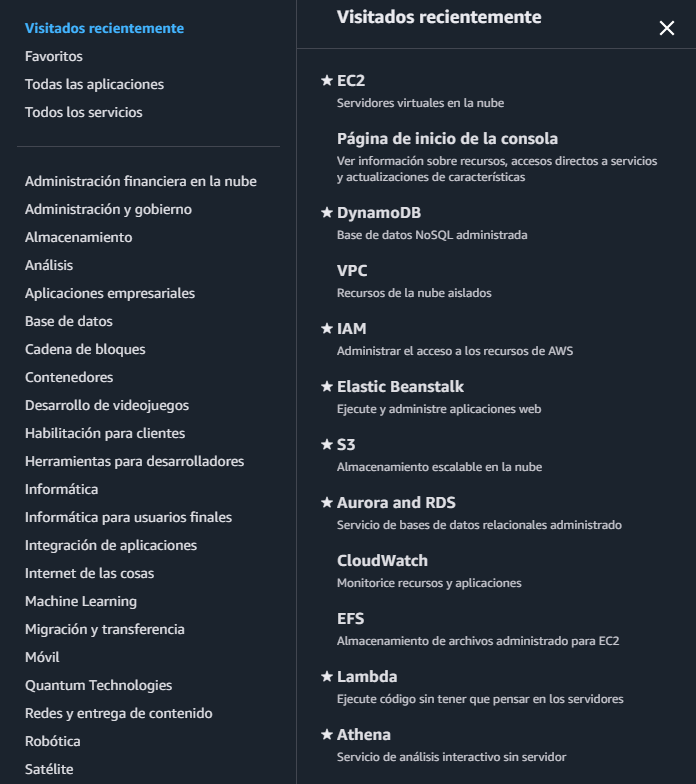 Visitados recientemente
Favoritos
Todas las aplicaciones
Todos los servicios
Administración financiera en la nube
Administración y gobierno
Almacenamiento
Análisis
Aplicaciones empresariales
Base de datos
Cadena de bloques
Contenedores
Desarrollo de videojuegos
Habilitación para clientes
Herramientas para desarrolladores
Informática
Informática para usuarios finales
Integración de aplicaciones
Internet de las cosas
Machine Learning
Migración y transferencia
Móvil
Quantum Technologies
Redes y entrega de contenido
Robótica
Satélite
Visitados recientemente
EC2
Servidores virtuales en la nube
Página de inicio de la consola
Ver información sobre recursos, accesos directos a servicios
y actualizaciones de características
DynamoDB
Base de datos NoSQL administrada
VPC
Recursos de la nube aislados
IAM
Administrar el acceso a los recursos de AWS
Elastic Beanstalk
Ejecute y administre aplicaciones web
S3
Almacenamiento escalable en la nube
Aurora and RDS
Servicio de bases de datos relacionales administrado
CloudWatch
Monitorice recursos y aplicaciones
EFS
Almacenamiento de archivos administrado para EC2
Lambda
Ejecute código sin tener que pensar en los servidores
Athena
Servicio de análisis interactivo sin servidor